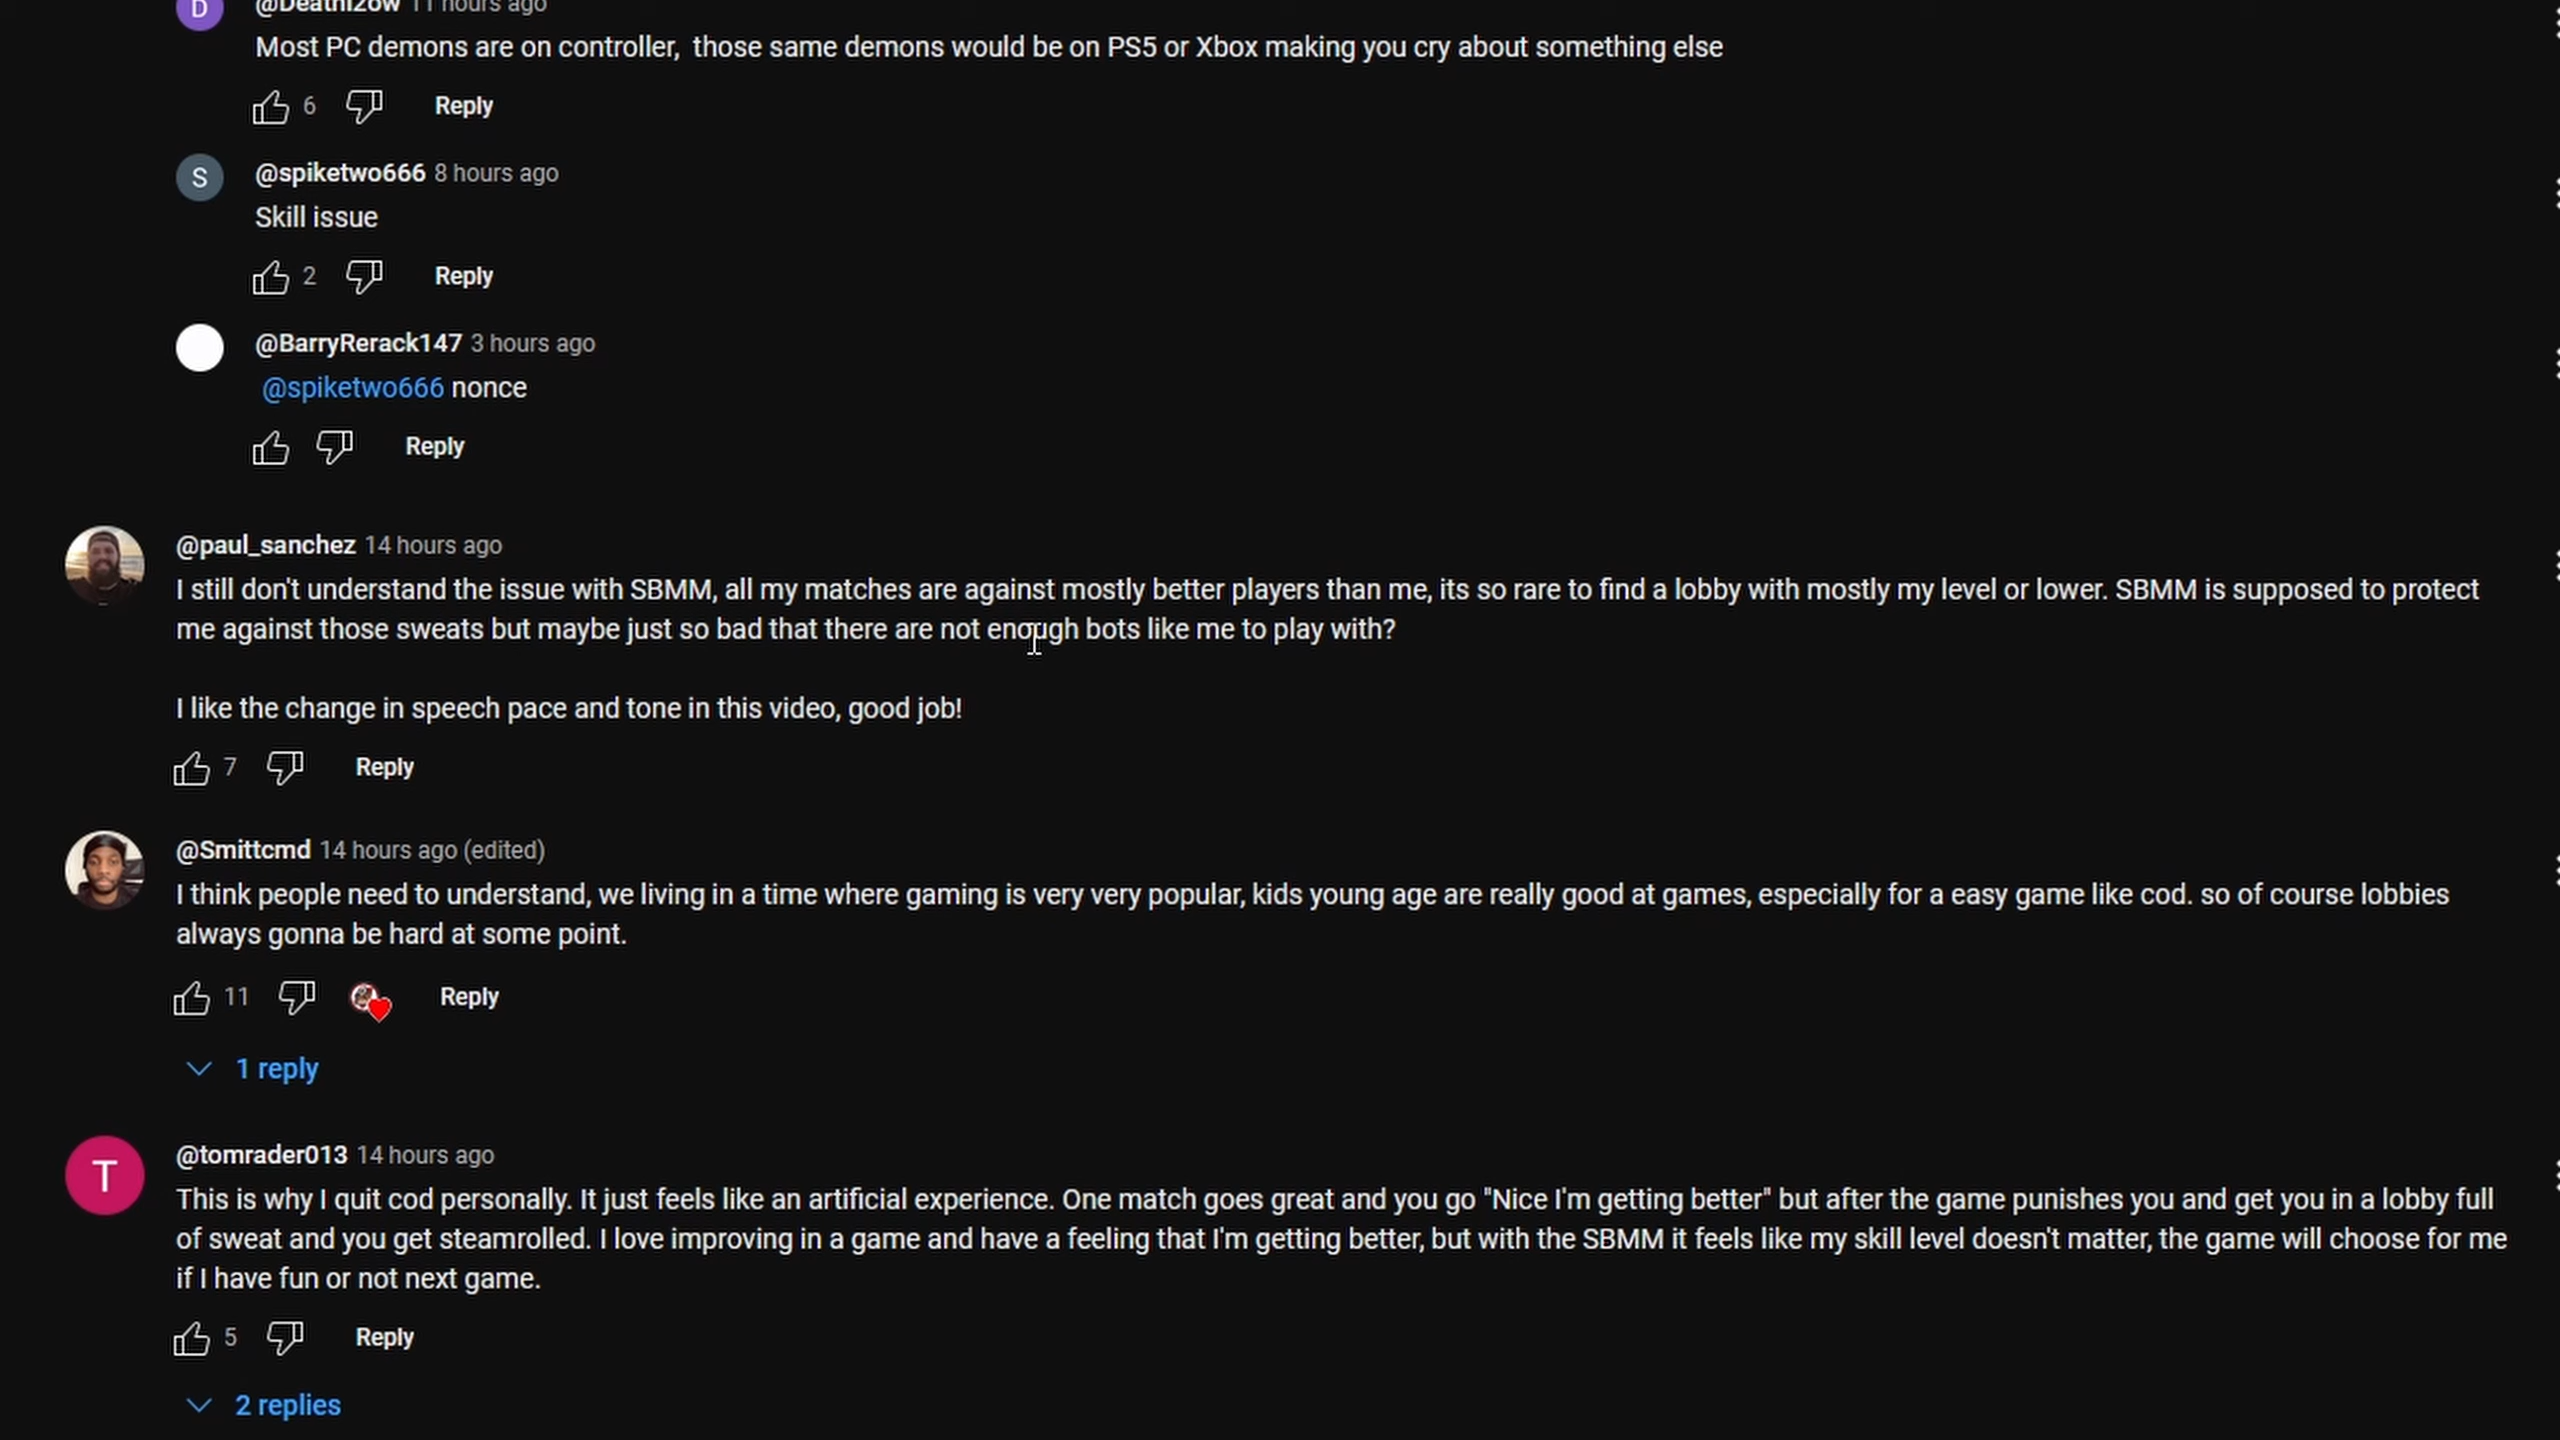 D
11 hours ago
Most PC demons are on controller,  those same demons would be on PS5 or Xbox making you cry about something else
6 Reply
S
@spiketwo666 8 hours ago
Skill issue
2 Reply
@BarryRerack147 3 hours ago
@spiketwo666 nonce
Reply
@paul_sanchez 14 hours ago
I still don't understand the issue with SBMM, all my matches are against mostly better players than me, its so rare to find a lobby with mostly my level or lower. SBMM is supposed to protect
me against those sweats but maybe just so bad that there are not enough bots like me to play with?
I like the change in speech pace and tone in this video, good job!
7 Reply
@Smittcmd 14 hours ago (edited)
I think people need to understand, we living in a time where gaming is very very popular, kids young age are really good at games, especially for a easy game like cod. so of course lobbies
always gonna be hard at some point.
11 Reply
1 reply
T
@tomrader013 14 hours ago
This is why I quit cod personally. It just feels like an artificial experience. One match goes great and you go "Nice I'm getting better" but after the game punishes you and get you in a lobby full
of sweat and you get steamrolled. I love improving in a game and have a feeling that I'm getting better, but with the SBMM it feels like my skill level doesn't matter, the game will choose for me
if I have fun or not next game.
5 Reply
2 replies